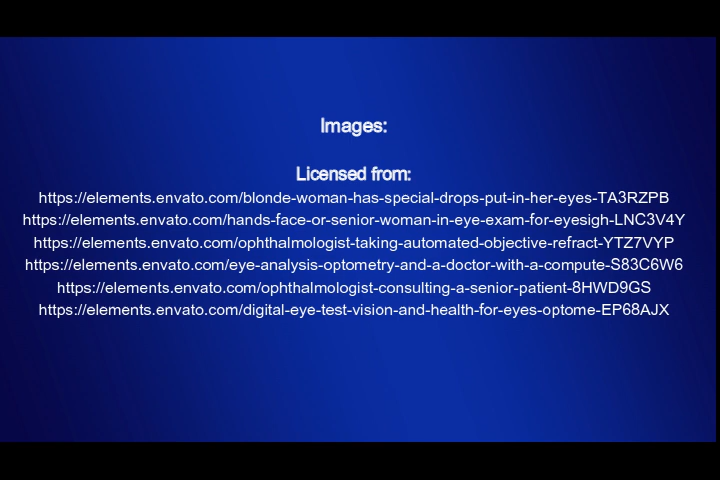 Images:
Licensed from:
https://elements.envato.com/blonde-woman-has-special-drops-put-in-her-eyes-TA3RZPB
https://elements.envato.com/hands-face-or-senior-woman-in-eye-exam-for-eyesigh-LNC3V4Y
https://elements.envato.com/ophthalmologist-taking-automated-objective-refract-YTZ7VYP
https://elements.envato.com/eye-analysis-optometry-and-a-doctor-with-a-compute-S83C6W6
https://elements.envato.com/ophthalmologist-consulting-a-senior-patient-8HWD9GS
https://elements.envato.com/digital-eye-test-vision-and-health-for-eyes-optome-EP68AJX